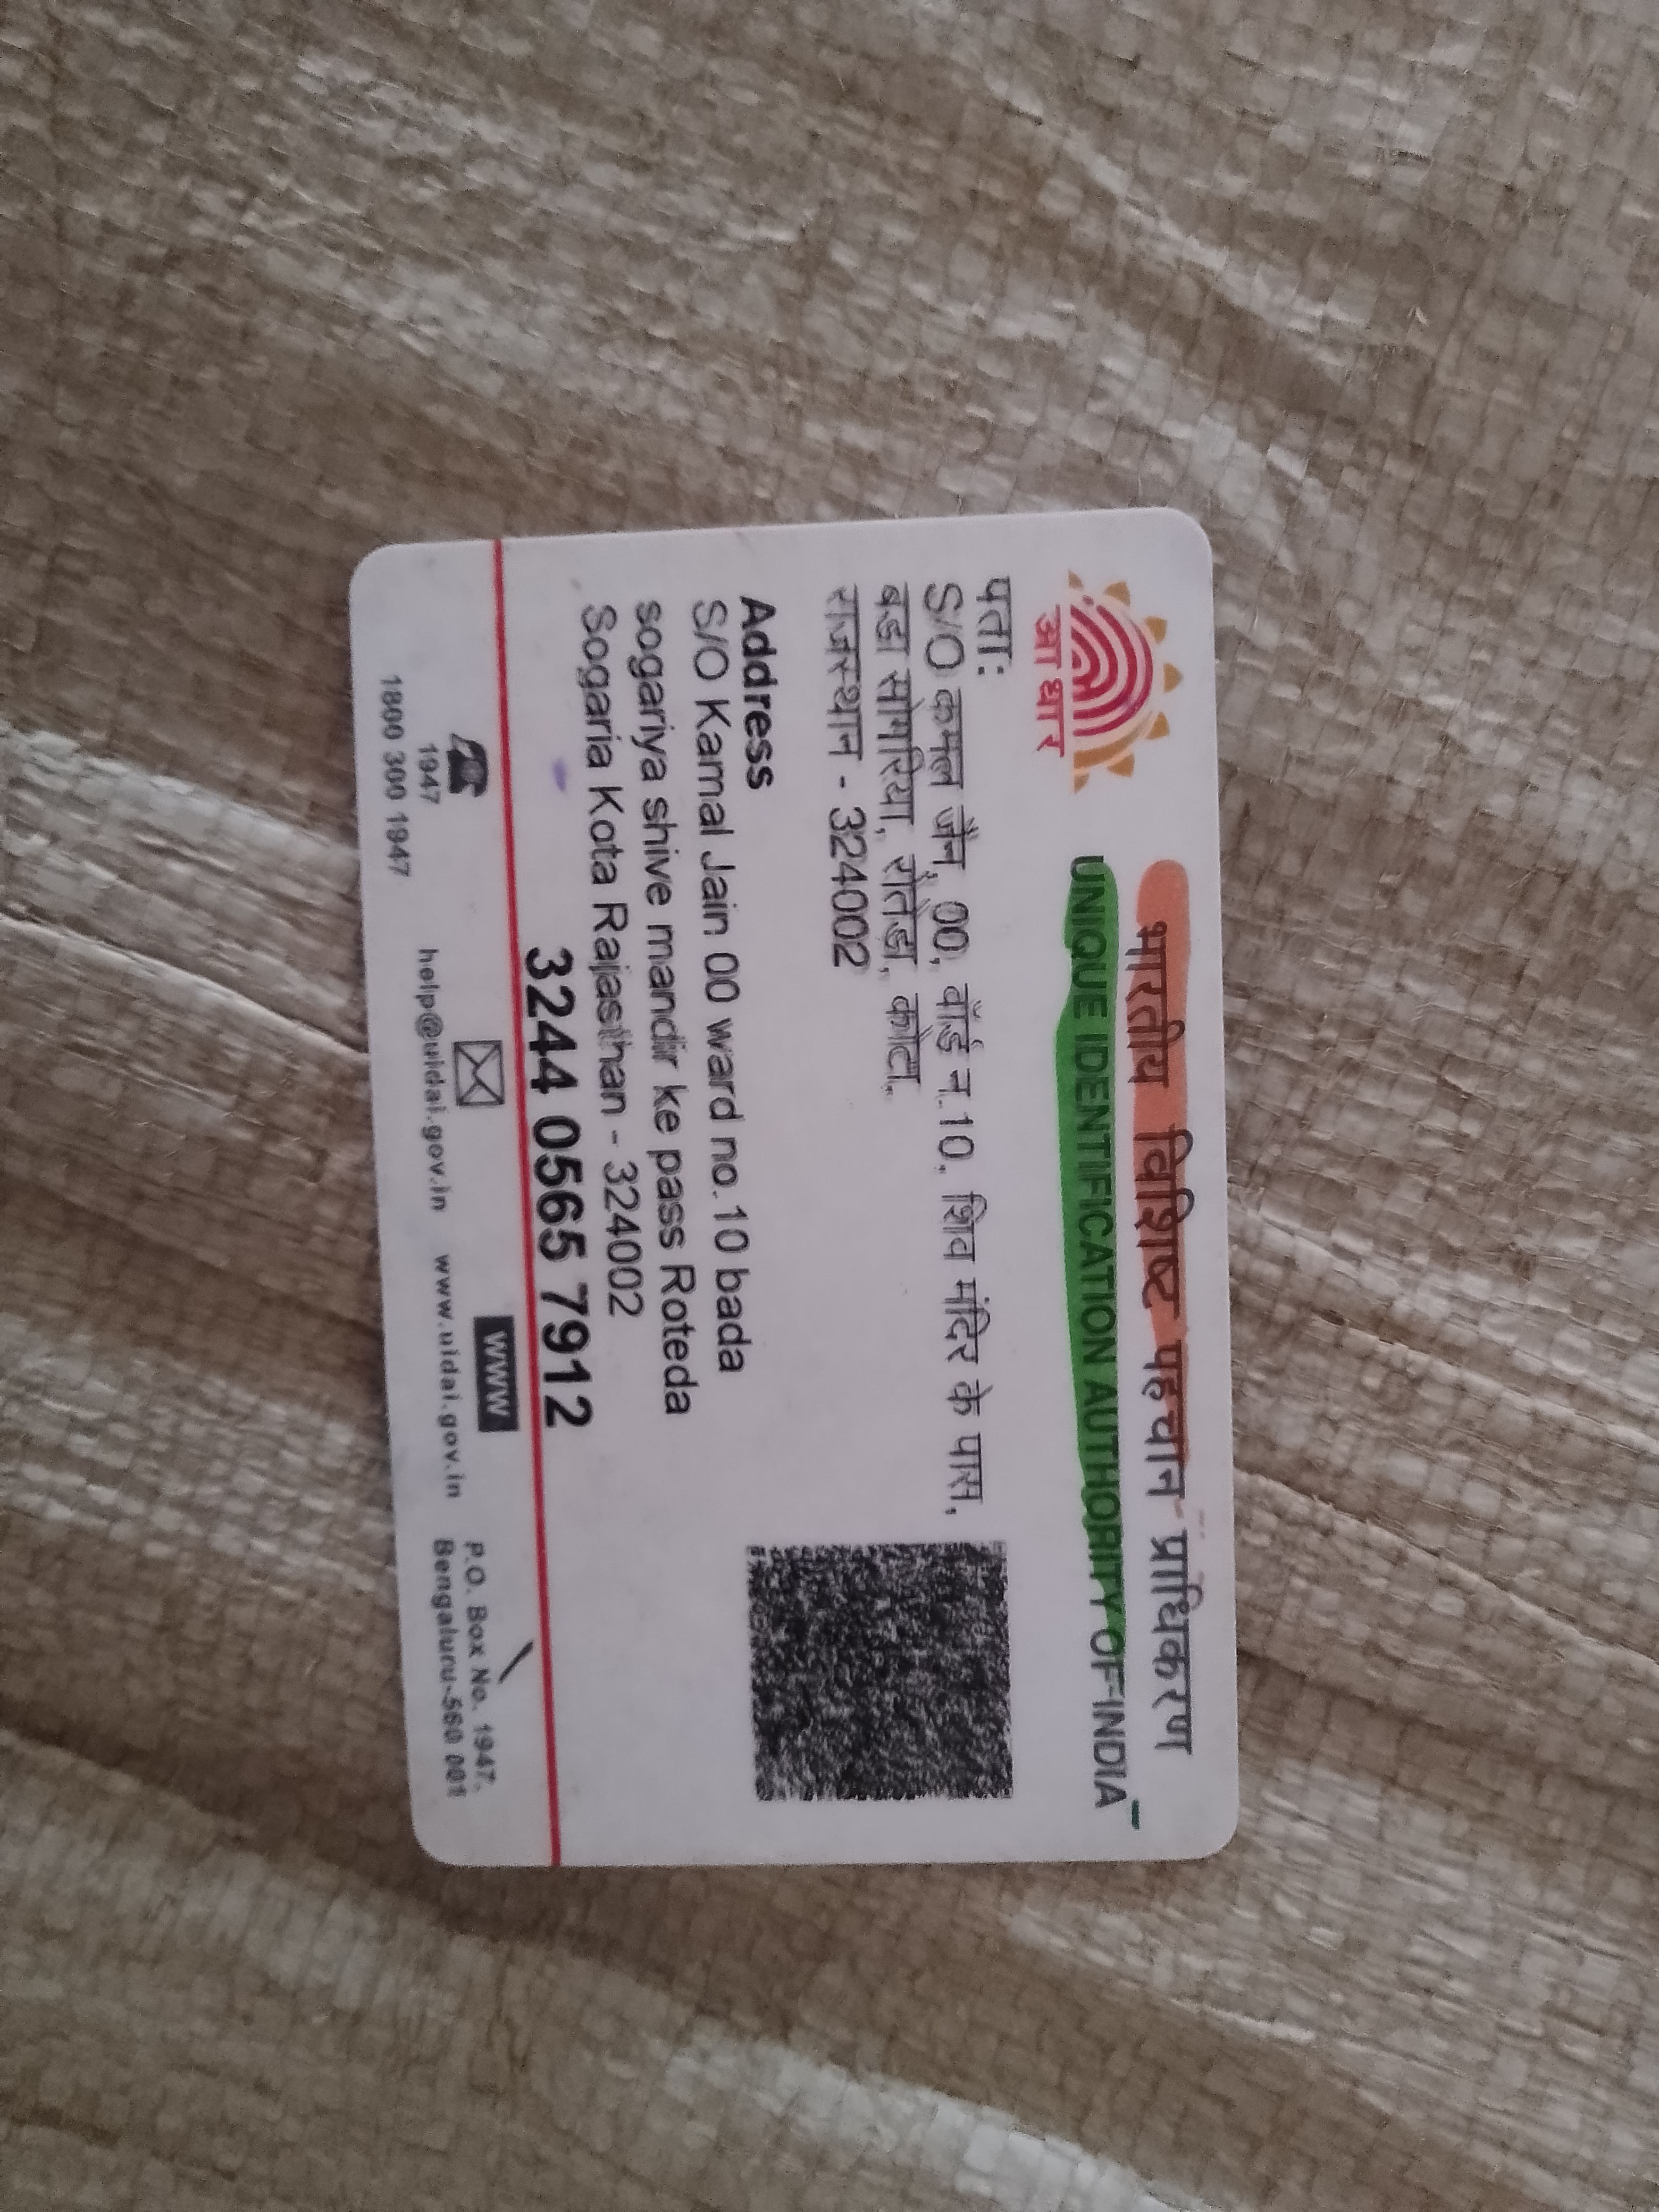 भारतीय विशिष्ट पहचान प्राधिकरण
UNIQUE IDENTIFICATION AUTHORITY OF INDIA
आधार
पता:
S/O कमल जैन, 00, वॉर्ड न.10, शिव मंदिर के पास,
बडा सोगरिया, रोतेडा, कोटा,
राजस्थान - 324002
Address
S/O Kamal Jain 00 ward no. 10 bada
sogariya shive mandir ke pass Roteda
Sogaria Kota Rajasthan - 324002
3244 0565 7912
1947
1800 300 1947
help@uidai.gov.in
WWW
www.uidai.gov.in
P.O. Box No. 1947,
Bengaluru-560 001